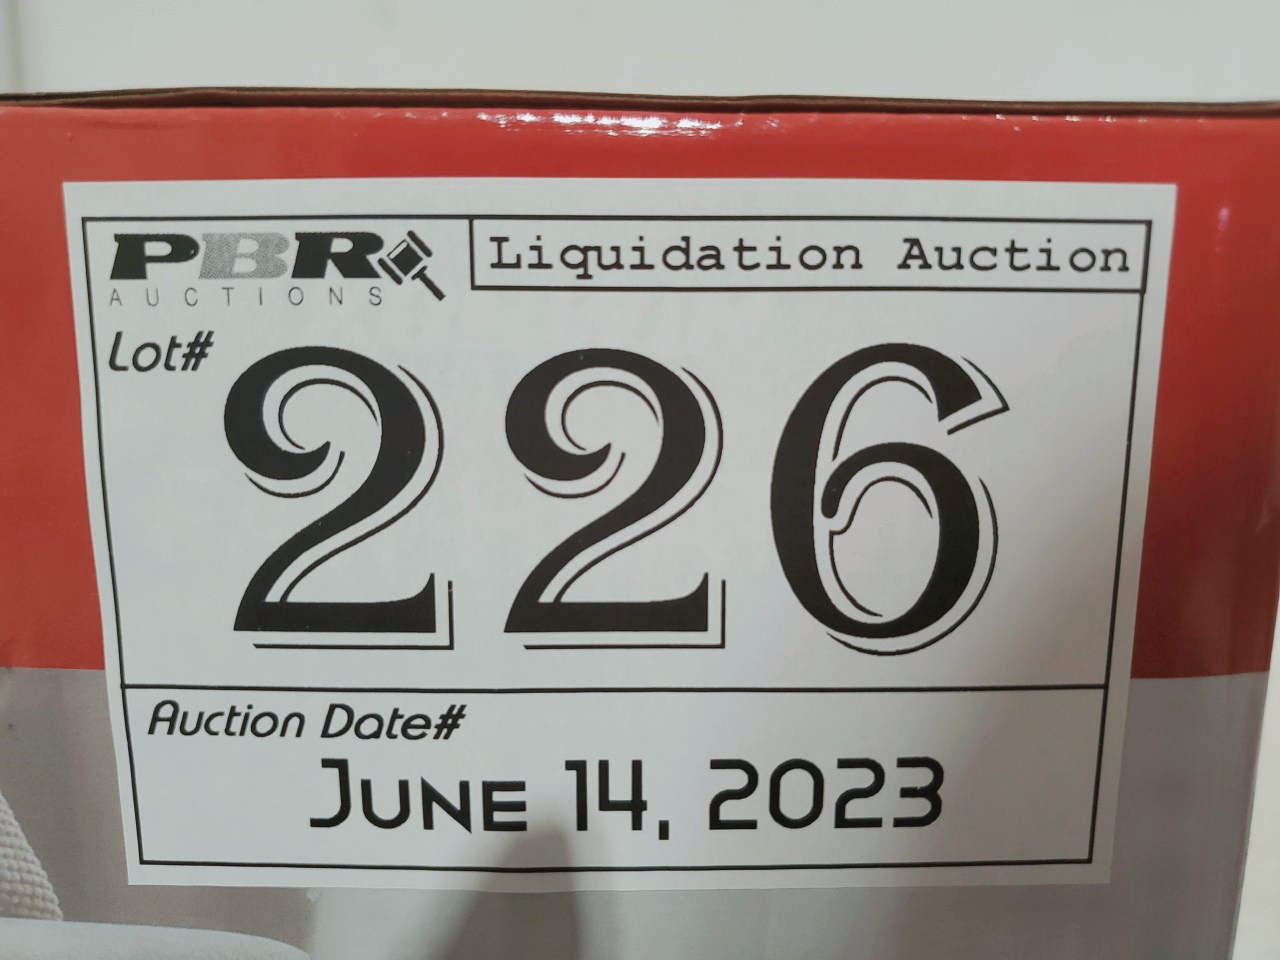 PBR
AUCTIONS
Liquidation Auction
Lot#
226
Auction Date#
June 14, 2023